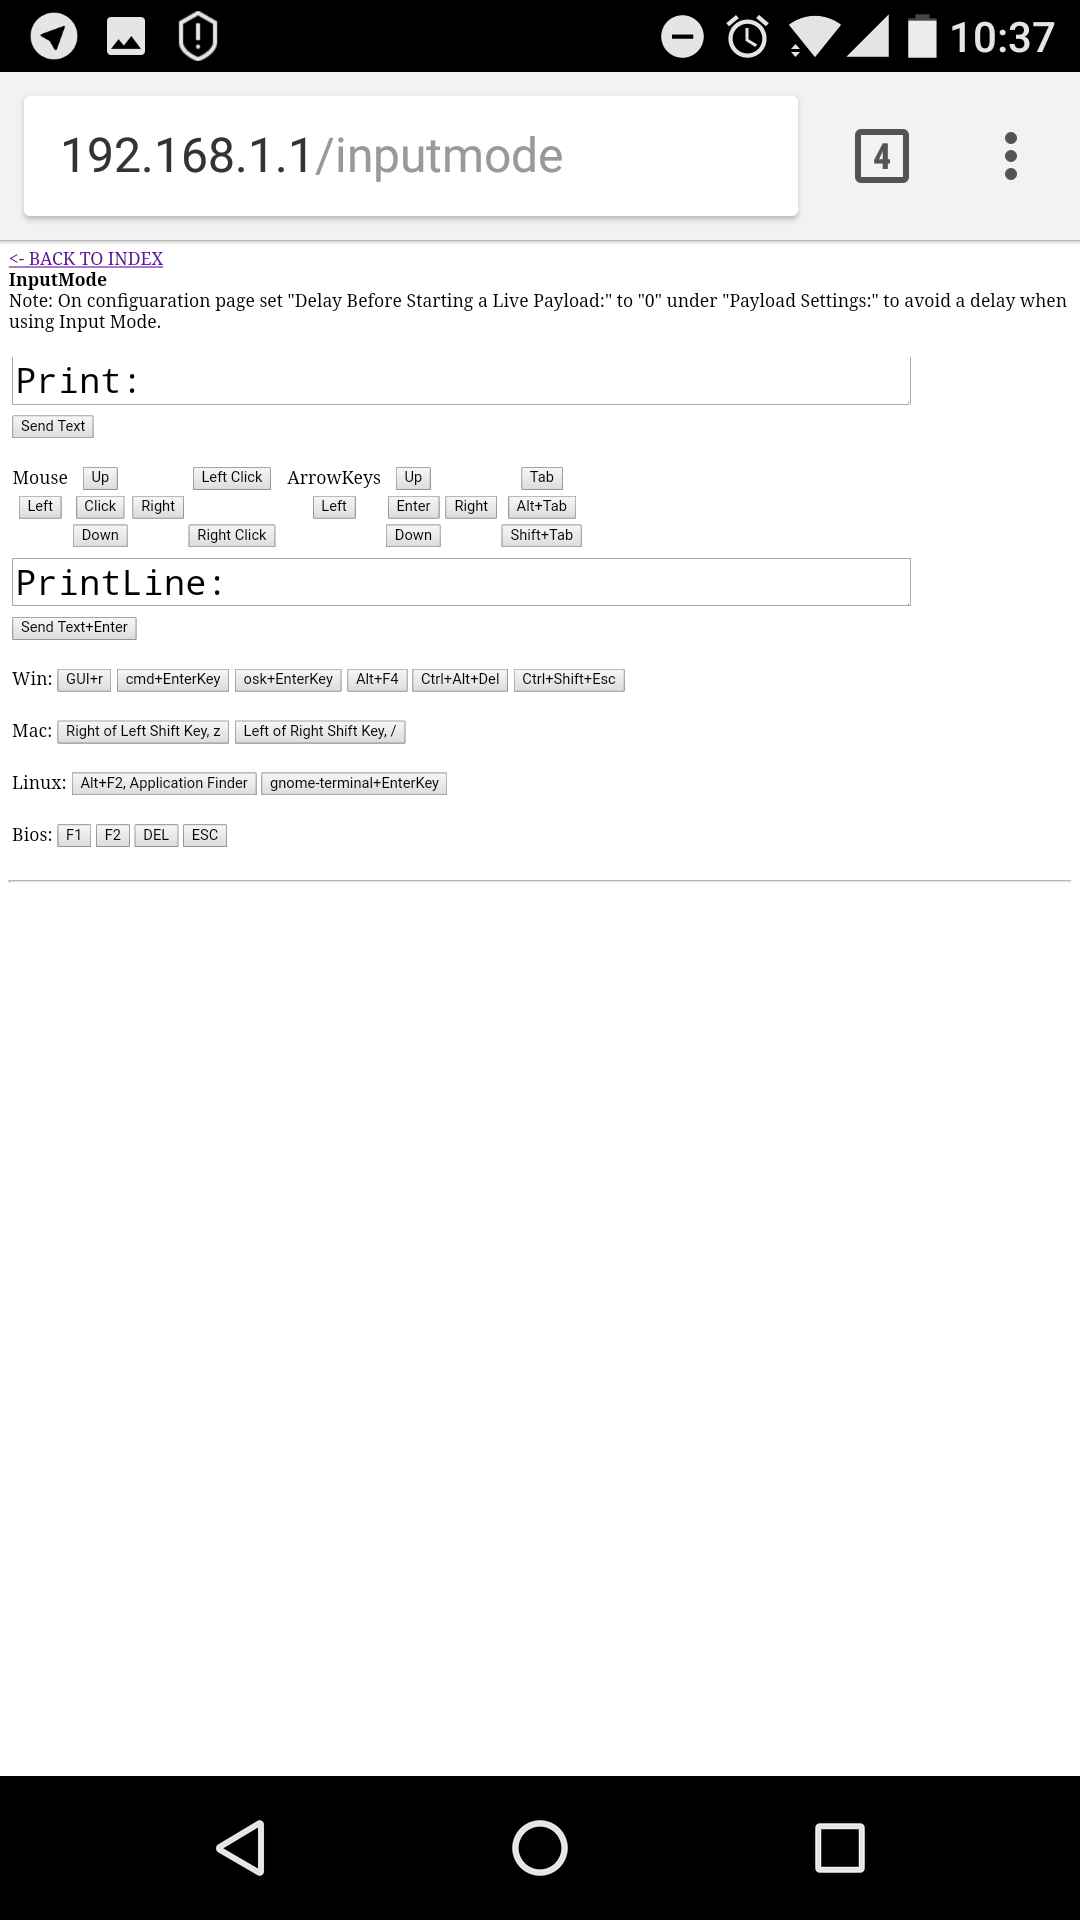 10:37
192.168.1.1/inputmode
4
<- BACK TO INDEX
InputMode
Note: On configuaration page set "Delay Before Starting a Live Payload:" to "0" under "Payload Settings:" to avoid a delay when
using Input Mode.
Print:
Send Text
Mouse Up Left Click ArrowKeys Up Tab
Left Click Right Left Enter Right Alt+Tab
Down Right Click Down Shift+Tab
PrintLine:
Send Text+Enter
Win: GUI+r cmd+EnterKey osk+EnterKey Alt+F4 Ctrl+Alt+Del Ctrl+Shift+Esc
Mac: Right of Left Shift Key, z Left of Right Shift Key, /
Linux: Alt+F2, Application Finder gnome-terminal+EnterKey
Bios: F1 F2 DEL ESC